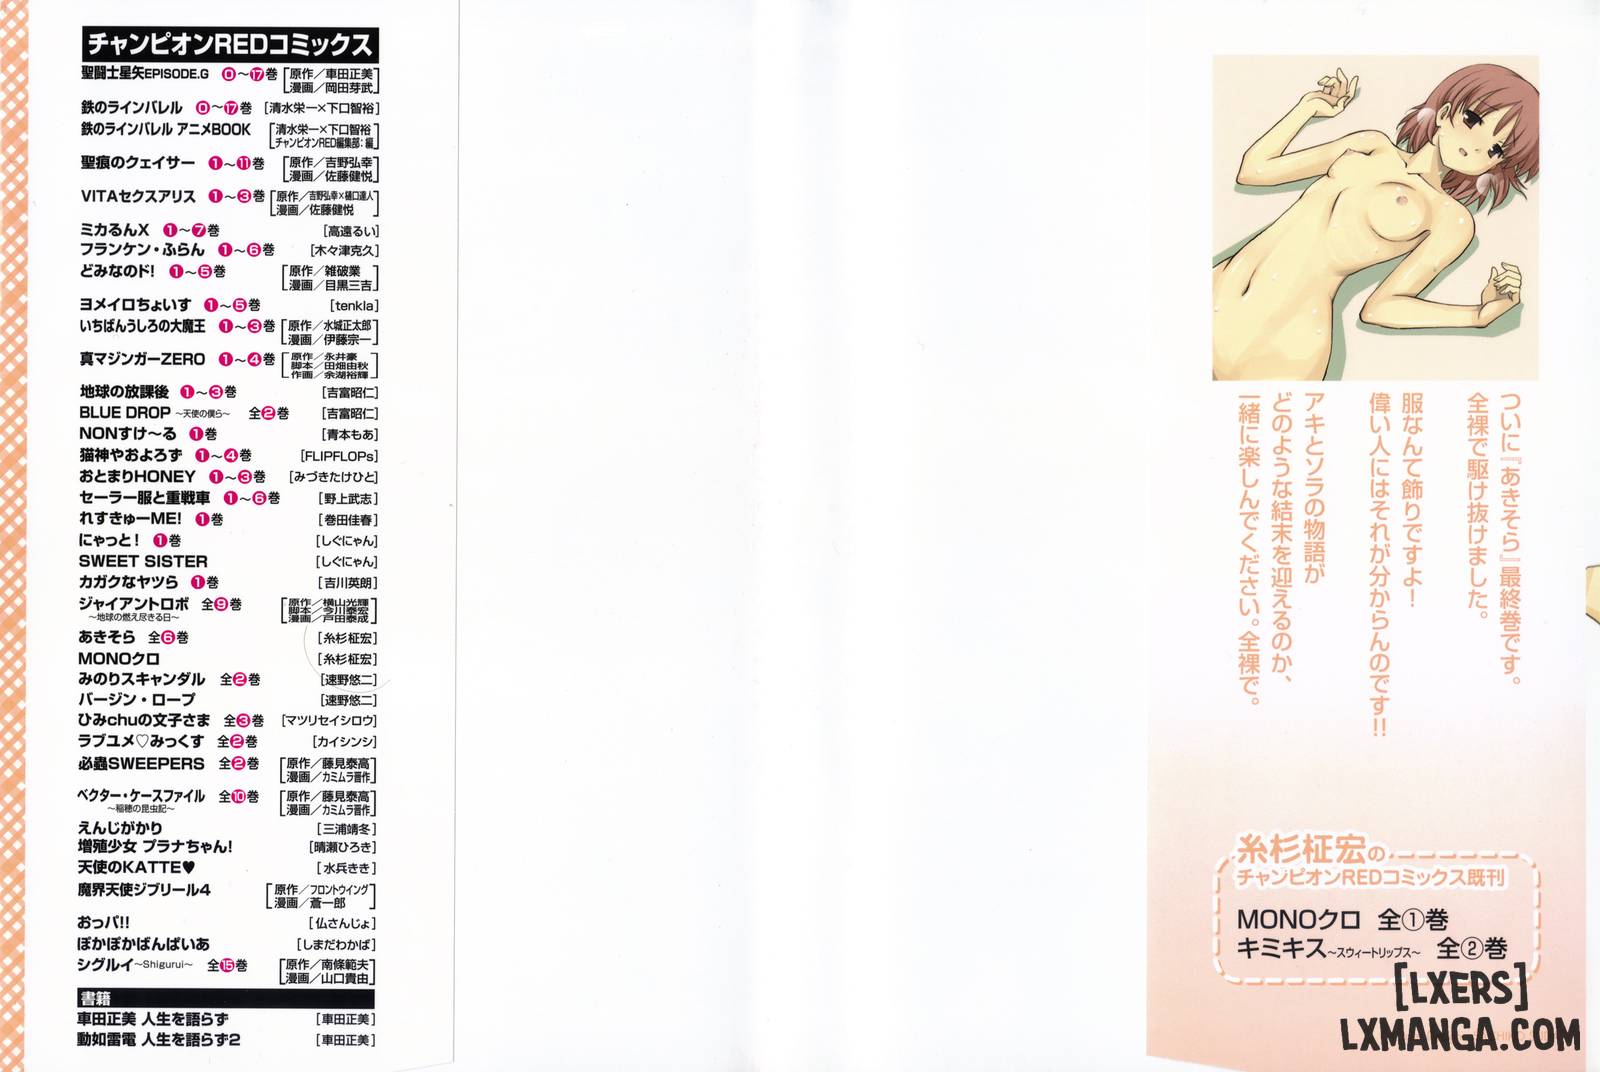 チャンピオンREDコミックス
聖闘士星矢EPISODE.G 0〜17巻 [原作／車田正美 漫画／岡田芽武]
鉄のラインバレル 0〜17巻 [清水栄一×下口智裕]
鉄のラインバレル アニメBOOK [清水栄一×下口智裕 チャンピオンRED編集部：編]
聖痕のクェイサー 1〜11巻 [原作／吉野弘幸 漫画／佐藤健悦]
VITAセクスアリス 1〜3巻 [原作／吉野弘幸×樋口達人 漫画／佐藤健悦]
ミカるんX 1〜7巻 [高遠るい]
フランケン・ふらん 1〜6巻 [木々津克久]
どみなのド! 1〜5巻 [原作／雑破業 漫画／目黒三吉]
ヨメイロちょいす 1〜5巻 [tenkla]
いちばんうしろの大魔王 1〜3巻 [原作／水城正太郎 漫画／伊藤宗一]
真マジンガーZERO 1〜4巻 [原作／永井豪 脚本／田畑由秋 作画／余湖裕輝]
地球の放課後 1〜3巻 [吉富昭仁]
BLUE DROP 〜天使の僕ら〜 全2巻 [吉富昭仁]
NONすけ〜る 1巻 [青本もあ]
猫神やおよろず 1〜4巻 [FLIPFLOPs]
おとまりHONEY 1〜3巻 [みづきたけひと]
セーラー服と重戦車 1〜6巻 [野上武志]
れすきゅーME! 1巻 [巻田佳春]
にゃっと! 1巻 [しぐにゃん]
SWEET SISTER [しぐにゃん]
カガクなヤツら 1巻 [吉川英朗]
ジャイアントロボ 全9巻 [原作／横山光輝 脚本／今川泰宏 漫画／戸田泰成]
〜地球の燃え尽きる日〜
あきそら 全6巻 [糸杉柾宏]
MONOクロ [糸杉柾宏]
みのりスキャンダル 全2巻 [速野悠二]
バージン・ロープ [速野悠二]
ひみchuの文子さま 全3巻 [マツリセイシロウ]
ラブユメ♡みっくす 全2巻 [カイシンシ]
必蟲SWEEPERS 全2巻 [原作／藤見泰高 漫画／カミムラ晋作]
ベクター・ケースファイル 全10巻 [原作／藤見泰高 漫画／カミムラ晋作]
〜稲穂の昆虫記〜
えんじがかり [三浦靖冬]
増殖少女 プラナちゃん! [晴瀬ひろき]
天使のKATTE♥ [水兵きき]
魔界天使ジブリール4 [原作／フロントウイング 漫画／蒼一郎]
おっパ!! [仏さんじょ]
ぽかぽかばんぱいあ [しまだわかば]
シグルイ〜Shigurui〜 全15巻 [原作／南條範夫 漫画／山口貴由]
書籍
車田正美 人生を語らず [車田正美]
動如雷電 人生を語らず2 [車田正美]
ついに『あきそら』最終巻です。
全裸で駆け抜けました。
服なんて飾りですよ！
偉い人にはそれが分からんのです!!
アキとソラの物語が
どのような結末を迎えるのか、
一緒に楽しんでください。全裸で。
糸杉柾宏の
チャンピオンREDコミックス既刊
MONOクロ 全①巻
キミキス〜スウィートリップス〜 全②巻
[LXERS]
LXMANGA.COM